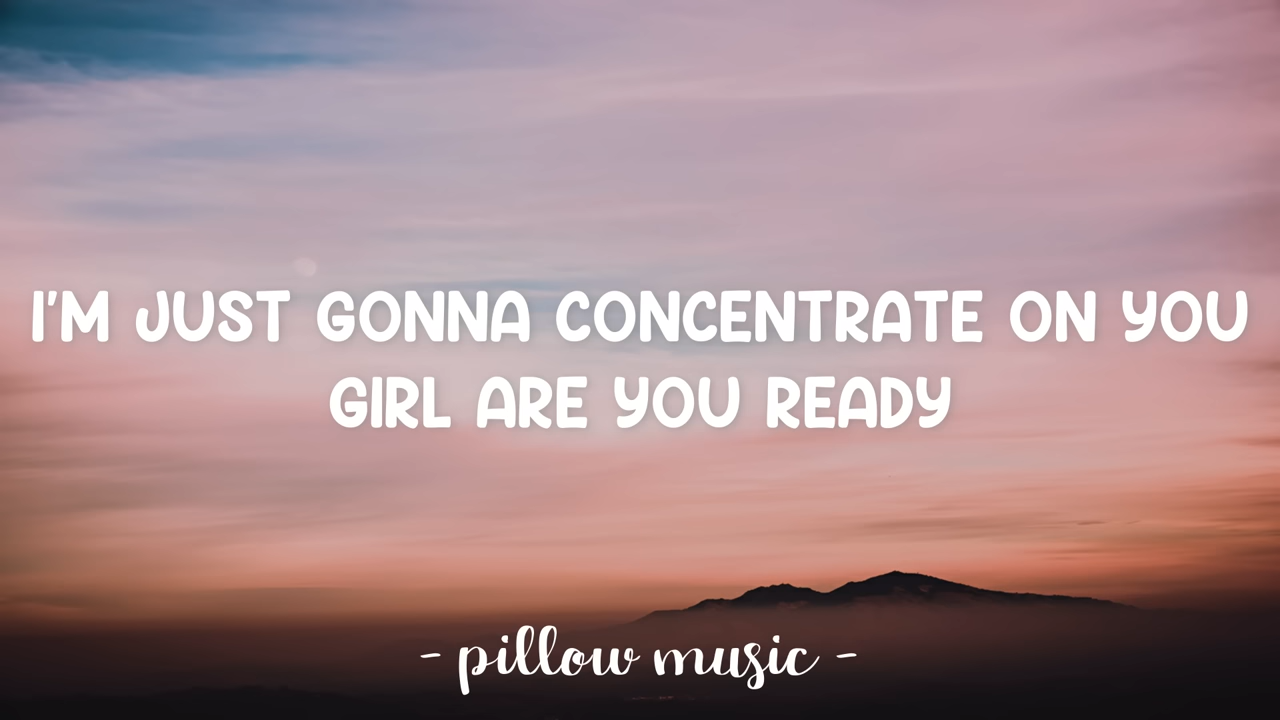 I'M JUST GONNA CONCENTRATE ON YOU
GIRL ARE YOU READY
- pillow music -